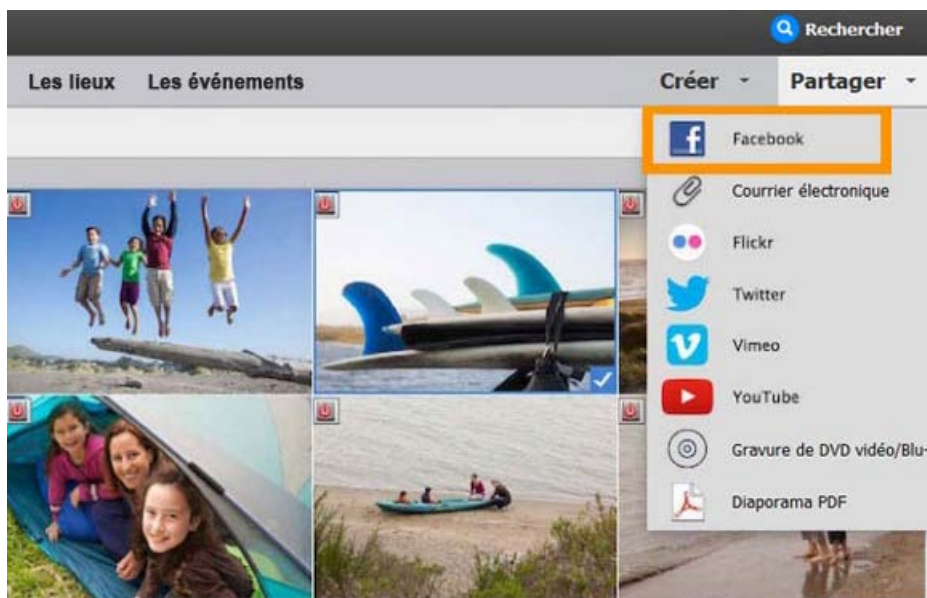 Rechercher
Les lieux Les événements Créer Partager
Facebook
Courrier électronique
Flickr
Twitter
Vimeo
YouTube
Gravure de DVD vidéo/Blu-
Diaporama PDF